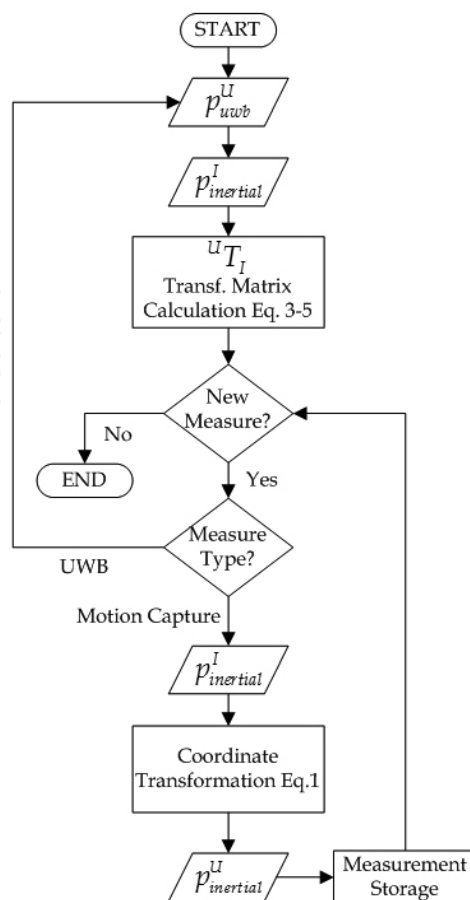 START
p^U_uwb
p^I_inertial
^U T_I
Transf. Matrix
Calculation Eq. 3-5
New
Measure?
No
END
Yes
Measure
Type?
UWB
Motion Capture
p^I_inertial
Coordinate
Transformation Eq.1
p^U_inertial
Measurement
Storage